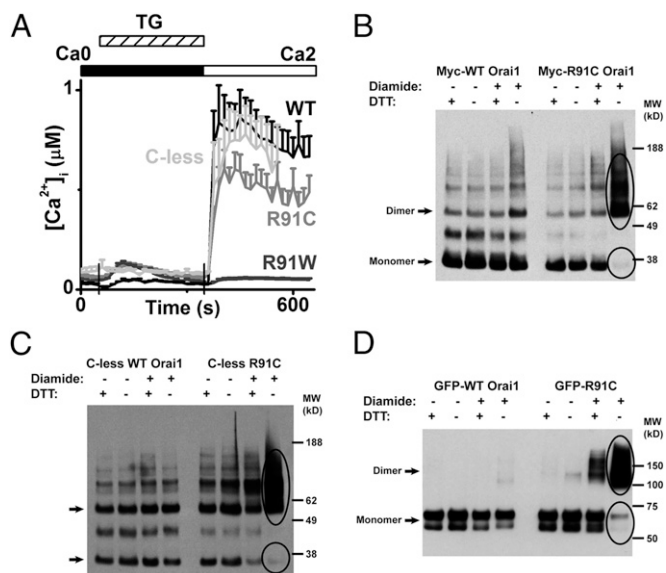 A
TG
Ca0 Ca2
1
[Ca²⁺]ᵢ (μM)
WT
C-less
R91C
R91W
0
0 600
Time (s)
B
Myc-WT Orai1 Myc-R91C Orai1
Diamide: - - + + - - + +
DTT: + - + - + - + -
MW (kD)
188
62
49
38
Dimer
Monomer
C
C-less WT Orai1 C-less R91C
Diamide: - - + + - - + +
DTT: + - + - + - + -
MW (kD)
188
62
49
38
D
GFP-WT Orai1 GFP-R91C
Diamide: - - + + - - + +
DTT: + - + - + - + -
MW (kD)
150
100
75
50
Dimer
Monomer